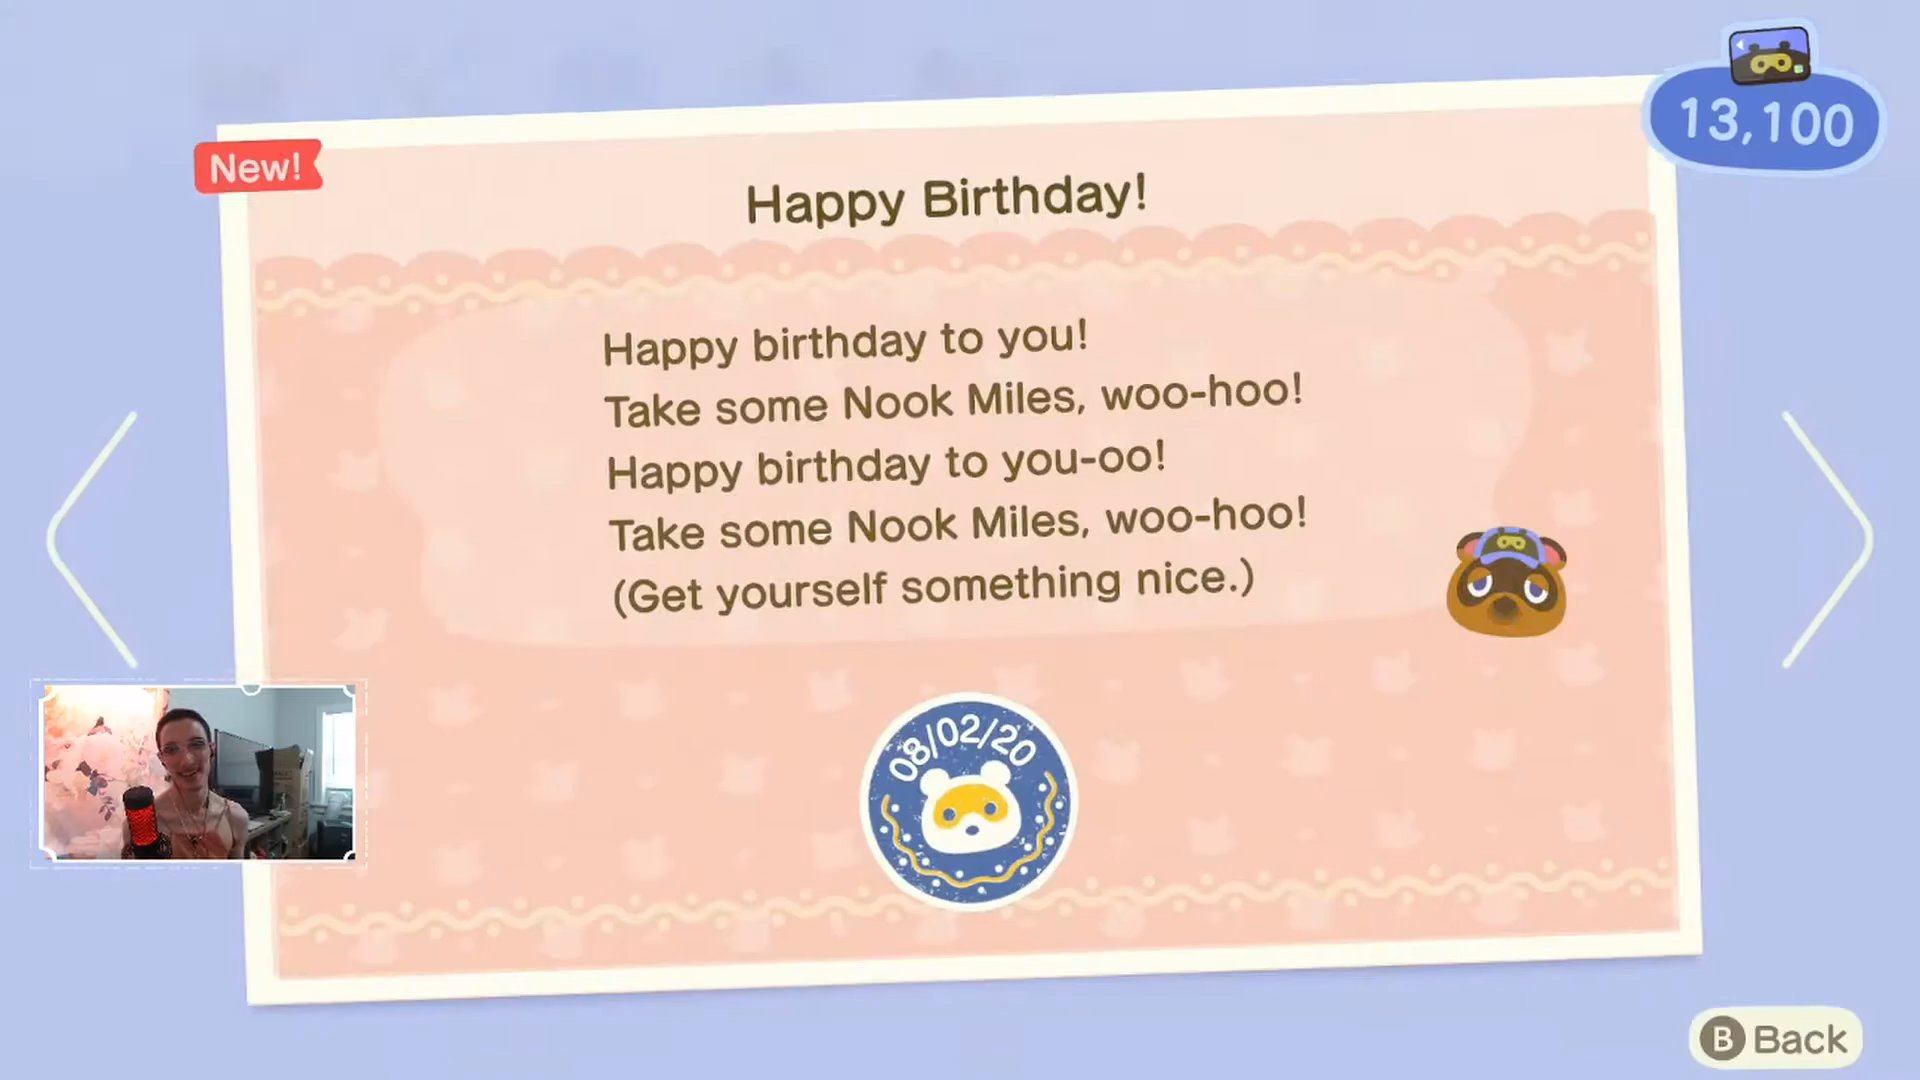 13,100
New!
Happy Birthday!
Happy birthday to you!
Take some Nook Miles, woo-hoo!
Happy birthday to you-oo!
Take some Nook Miles, woo-hoo!
(Get yourself something nice.)
08/02/20
B Back